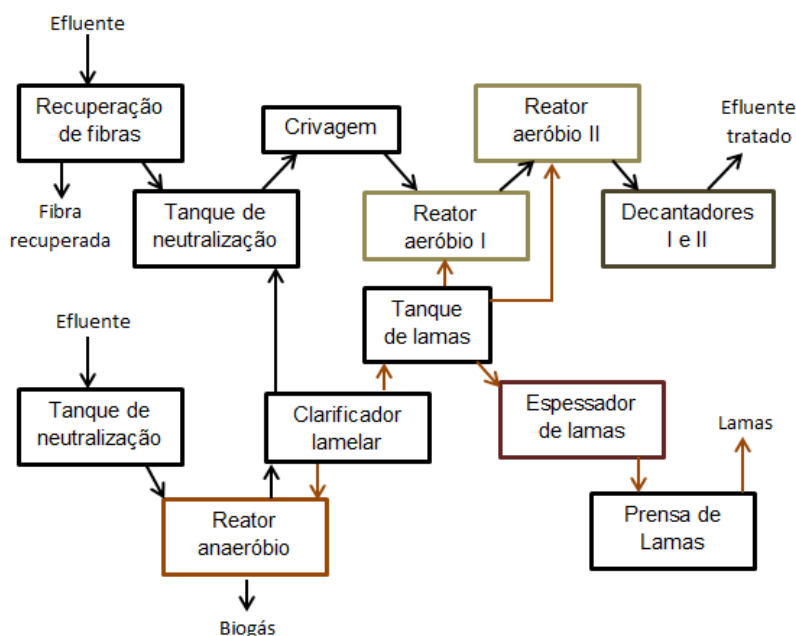 Efluente
Recuperação
de fibras
Fibra
recuperada
Tanque de
neutralização
Crivagem
Reator
aeróbio I
Reator
aeróbio II
Decantadores
I e II
Efluente
tratado
Efluente
Tanque de
neutralização
Reator
anaeróbio
Biogás
Clarificador
lamelar
Tanque
de lamas
Espessador
de lamas
Prensa de
Lamas
Lamas